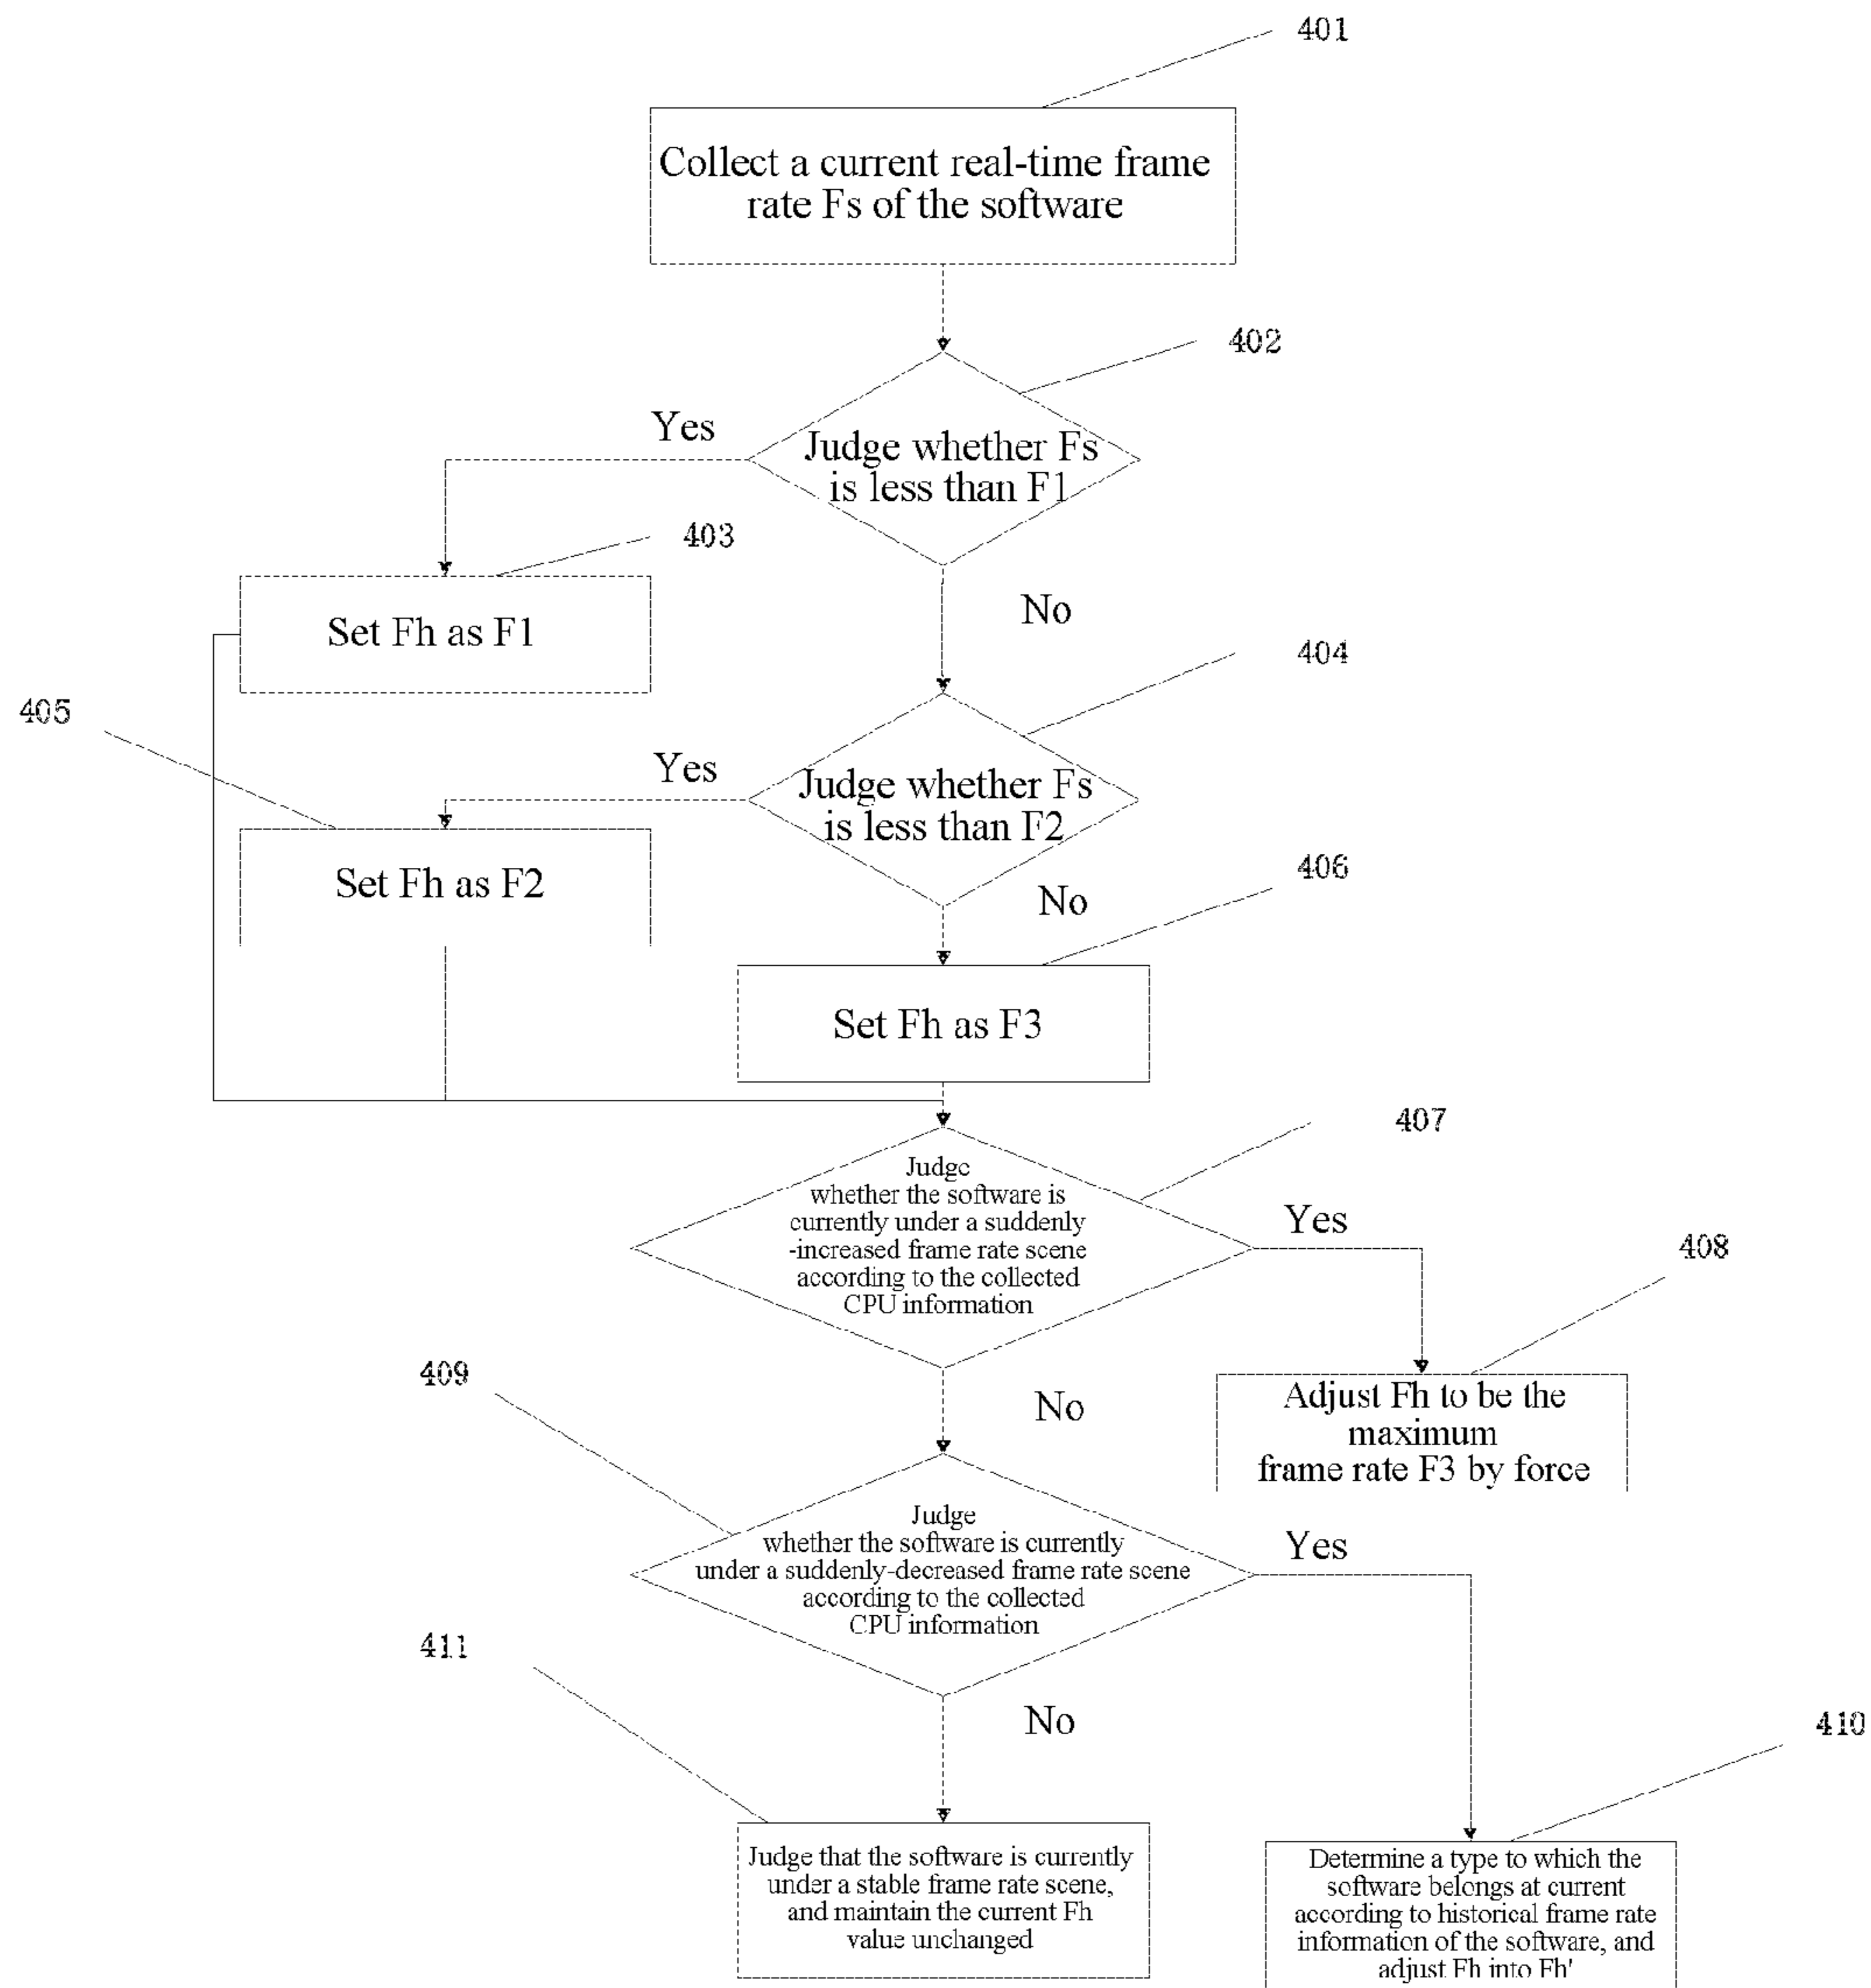 401
Collect a current real-time frame
rate Fs of the software
402
Yes
Judge whether Fs
is less than F1
403
No
Set Fh as F1
404
405
Yes
Judge whether Fs
is less than F2
406
Set Fh as F2
No
Set Fh as F3
407
Judge
whether the software is
currently under a suddenly
-increased frame rate scene
according to the collected
CPU information
Yes
408
409
No
Adjust Fh to be the
maximum
frame rate F3 by force
Judge
whether the software is currently
under a suddenly-decreased frame rate scene
according to the collected
CPU information
Yes
411
No
410
Judge that the software is currently
under a stable frame rate scene,
and maintain the current Fh
value unchanged
Determine a type to which the
software belongs at current
according to historical frame rate
information of the software, and
adjust Fh into Fh'